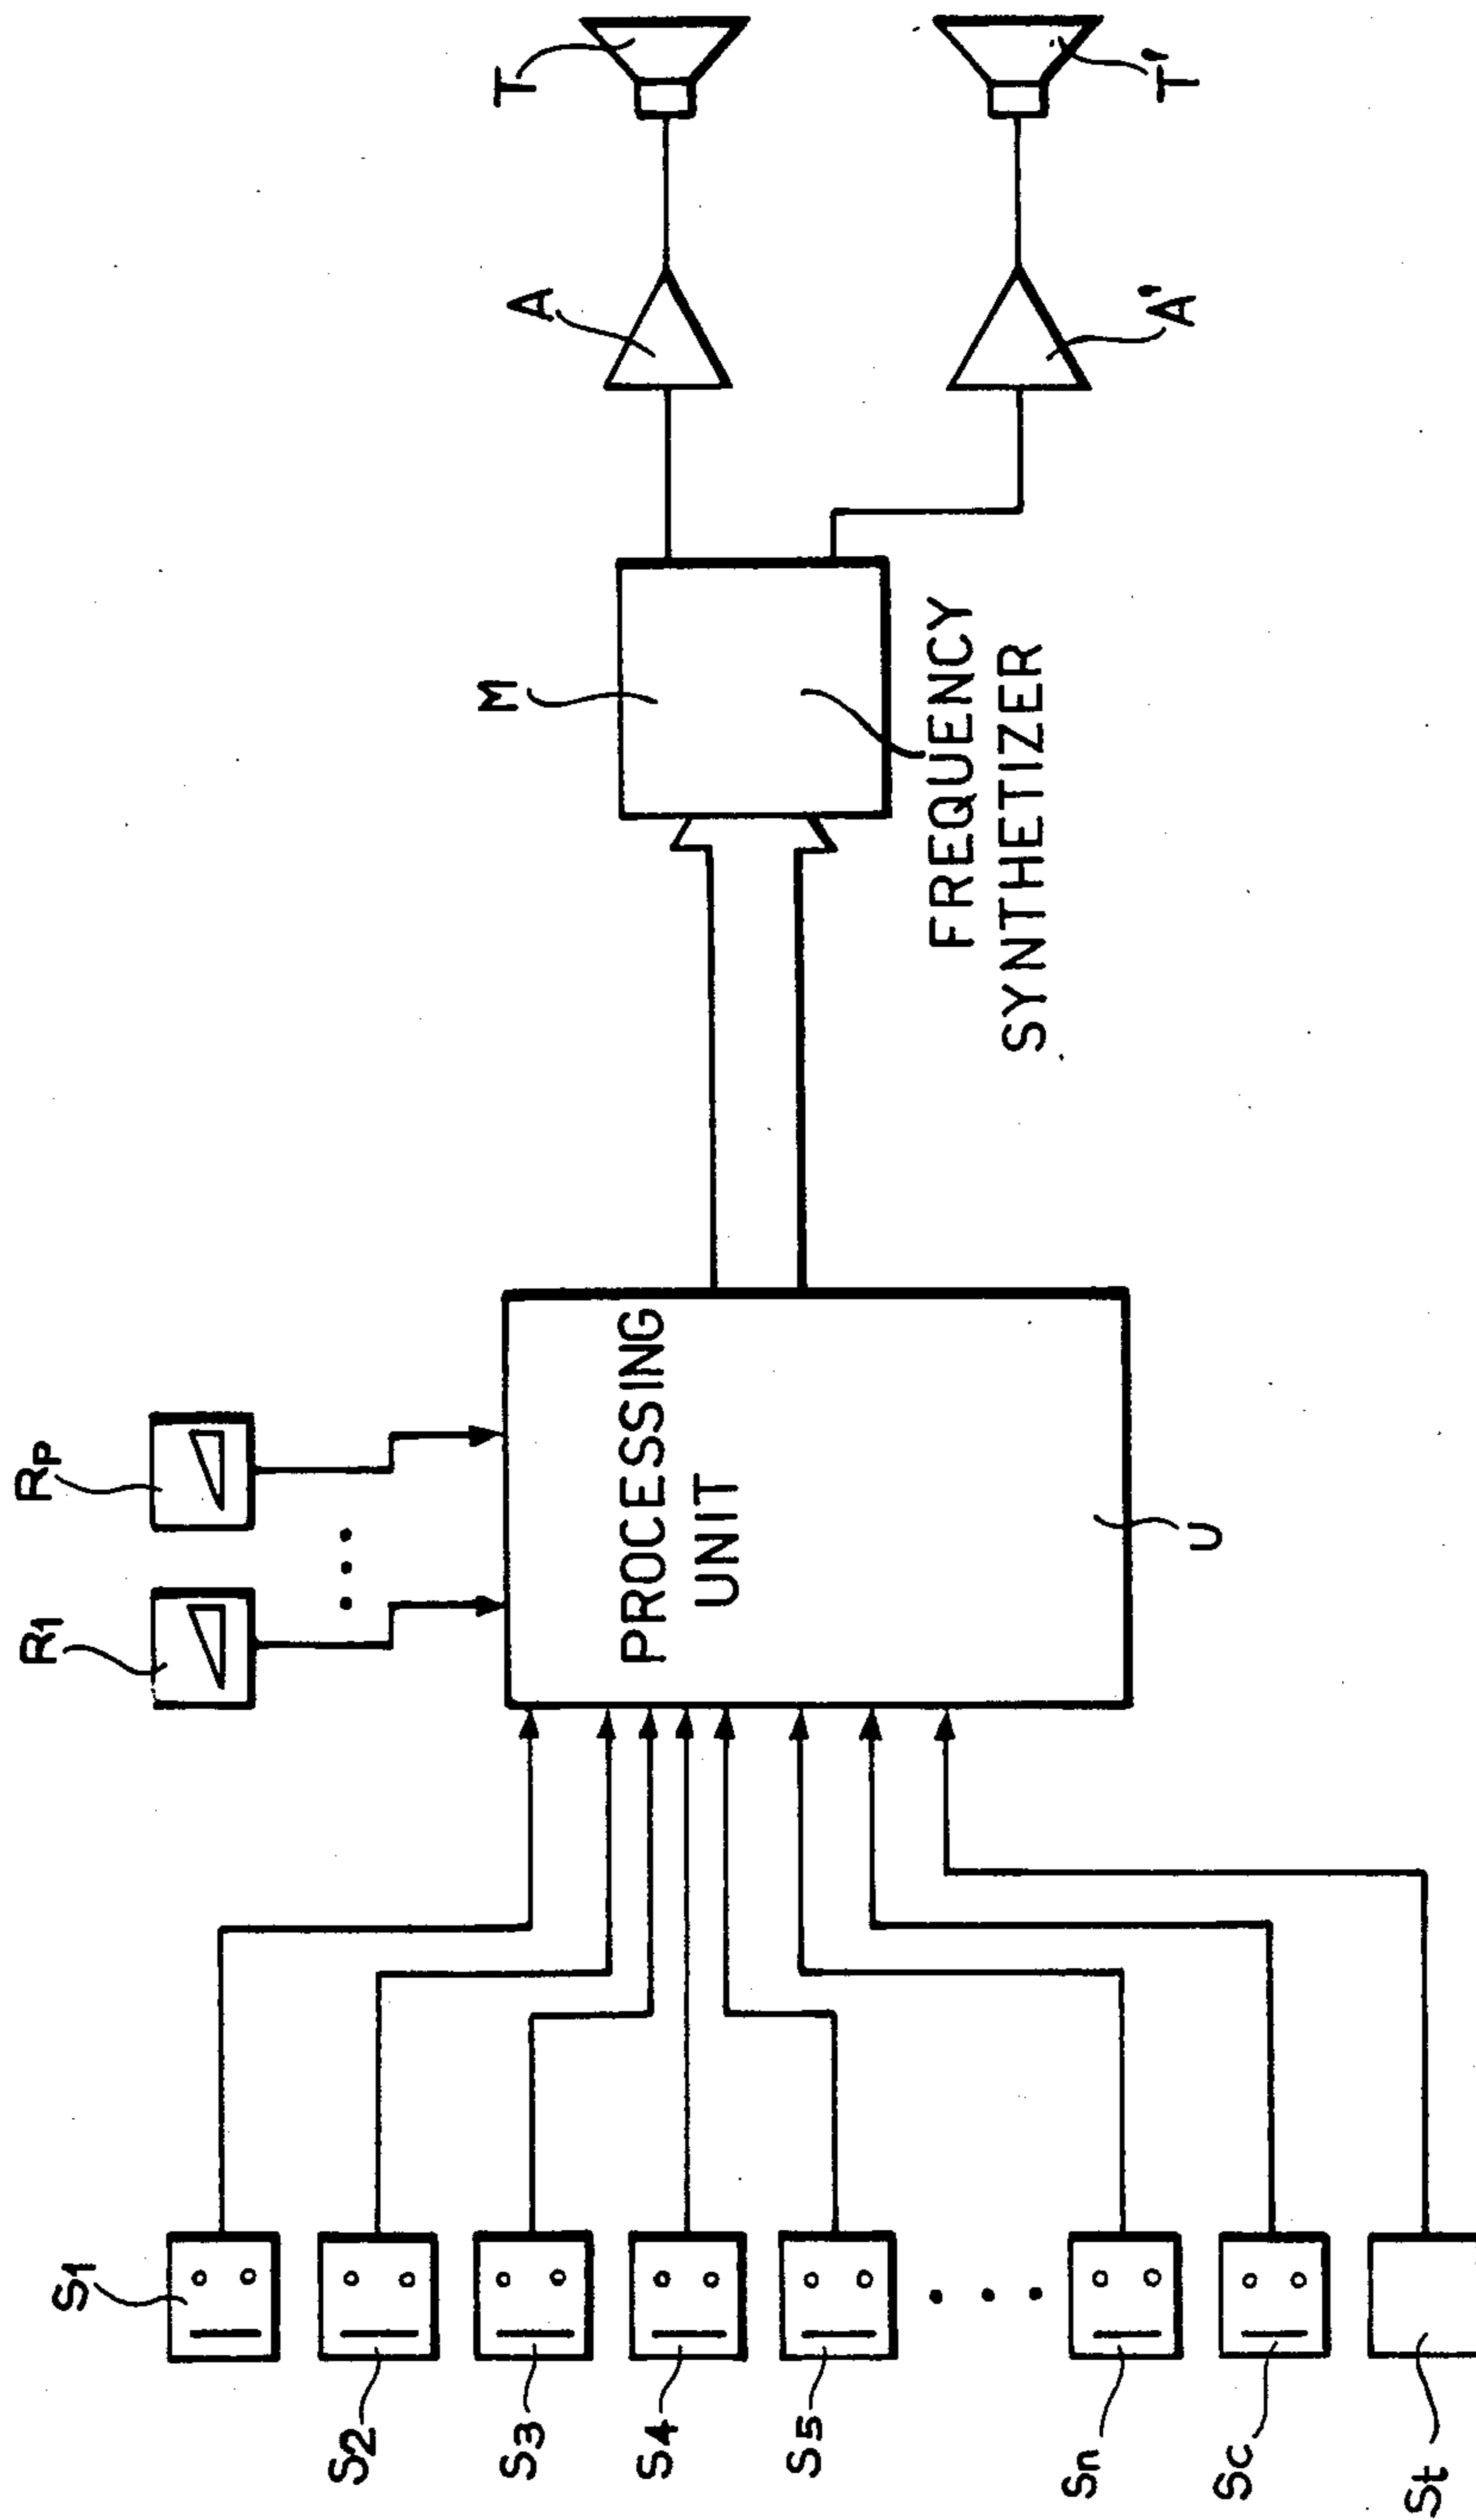 S1
S2
S3
S4
S5
Sn
Sc
St
R1
RP
PROCESSING
UNIT
U
M
FREQUENCY
SYNTHETIZER
A
A'
T
T'